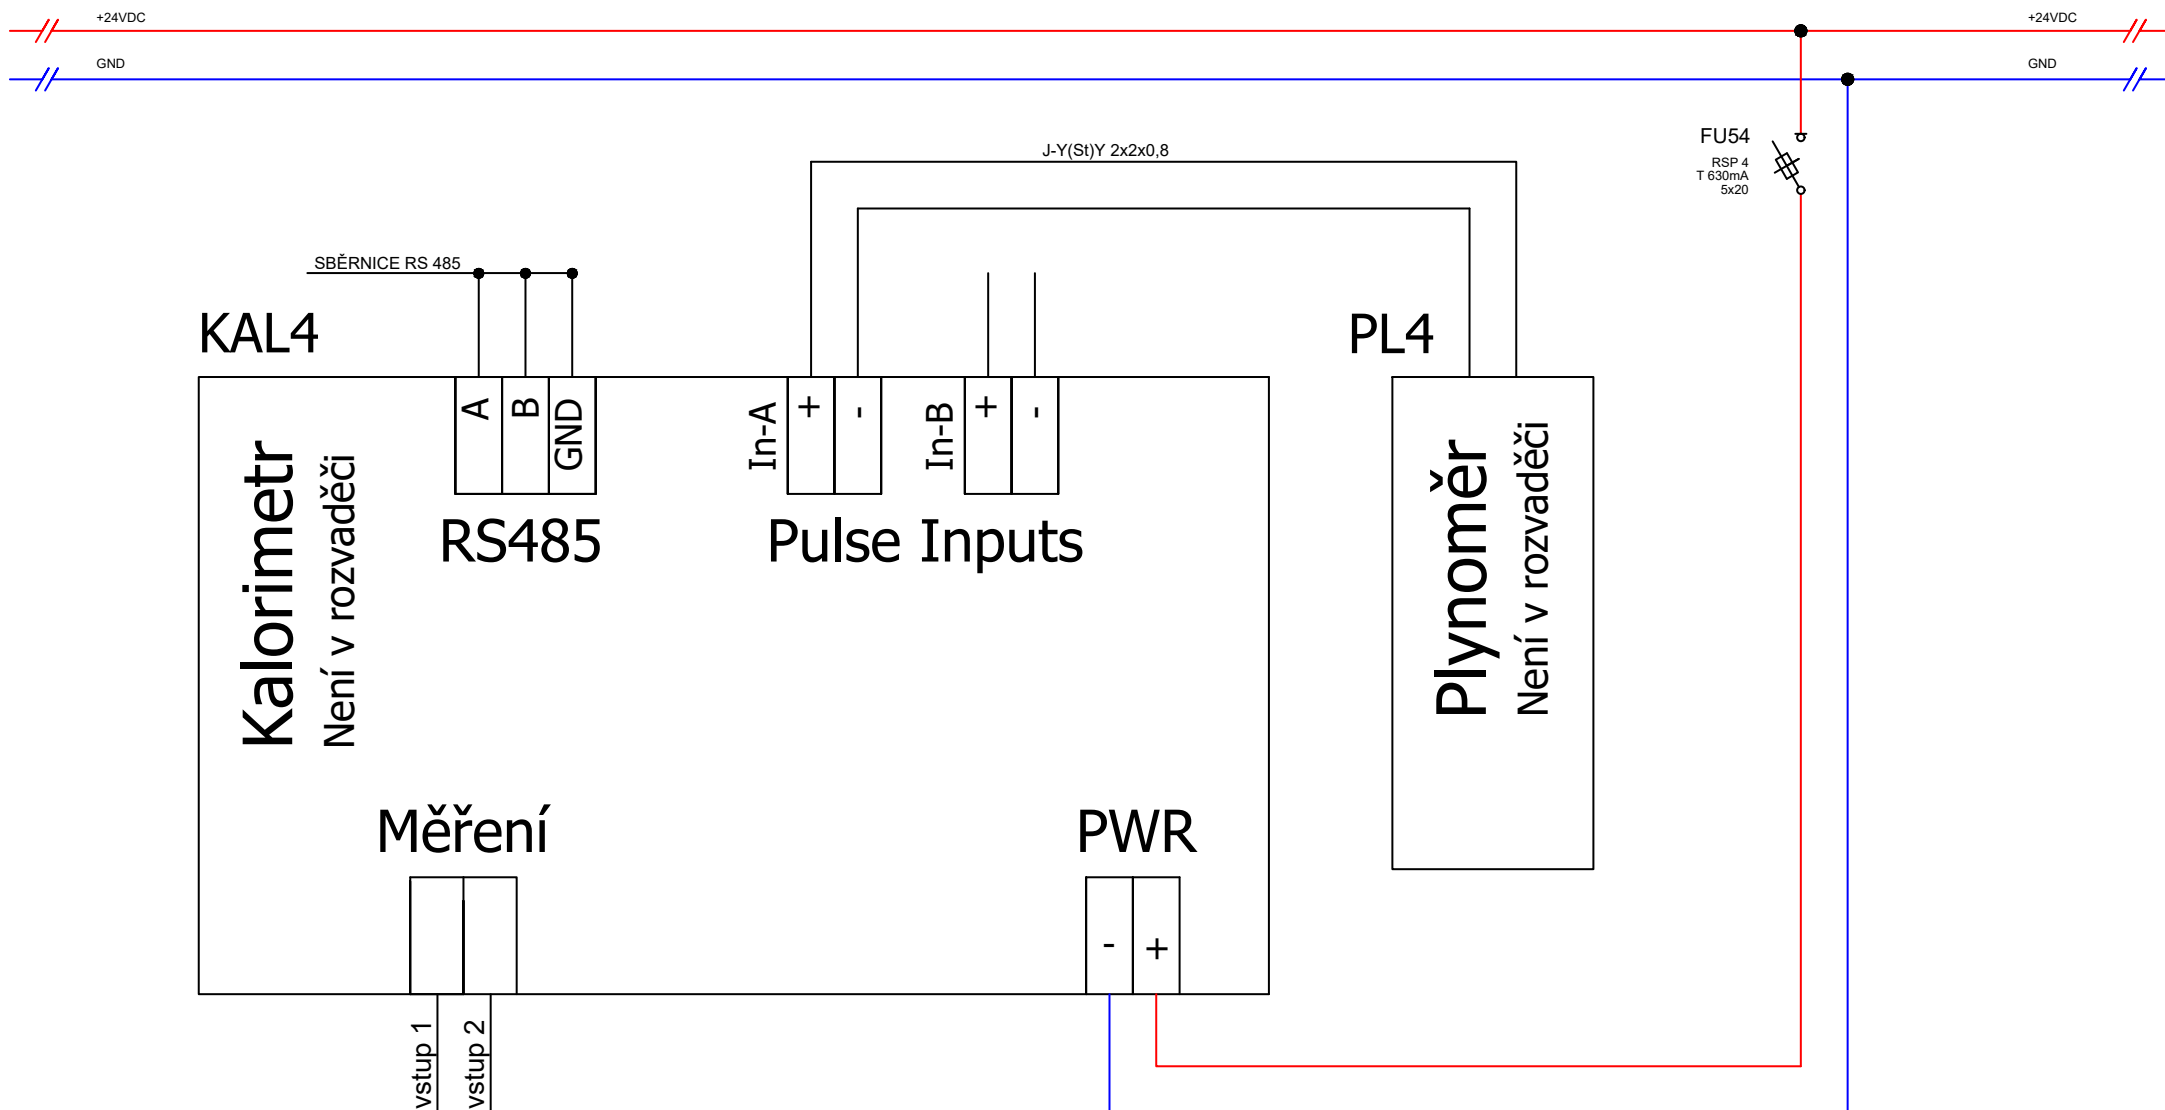 +24VDC
+24VDC
GND
GND
J-Y(St)Y 2x2x0,8
FU54
RSP 4
T 630mA
5x20
SBĚRNICE RS 485
KAL4
PL4
A
B
GND
In-A
+
-
In-B
+
-
RS485
Pulse Inputs
Kalorimetr
Není v rozvaděči
Plynoměr
Není v rozvaděči
Měření
PWR
-
+
vstup 1
vstup 2